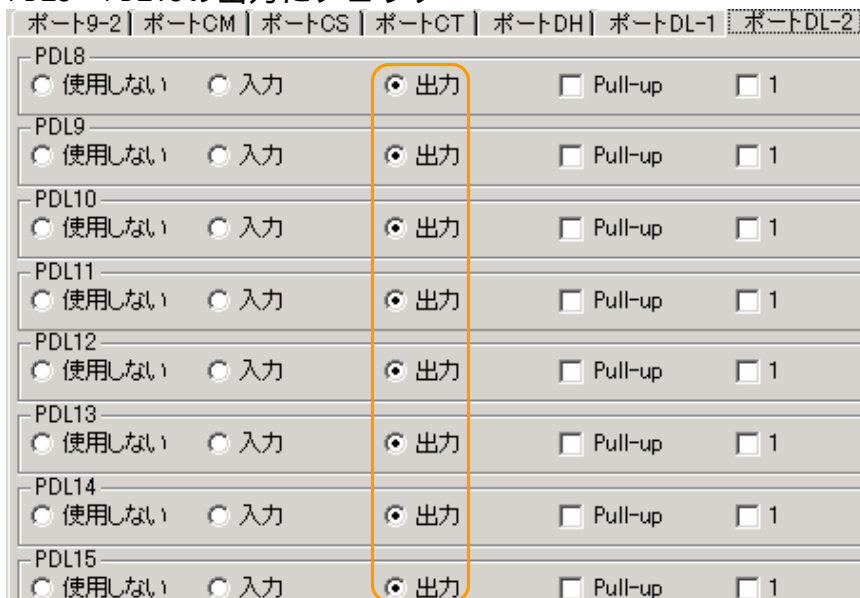 ポート9-2 ポートCM ポートCS ポートCT ポートDH ポートDL-1 ポートDL-2
PDL8
使用しない 入力 出力 Pull-up 1
PDL9
使用しない 入力 出力 Pull-up 1
PDL10
使用しない 入力 出力 Pull-up 1
PDL11
使用しない 入力 出力 Pull-up 1
PDL12
使用しない 入力 出力 Pull-up 1
PDL13
使用しない 入力 出力 Pull-up 1
PDL14
使用しない 入力 出力 Pull-up 1
PDL15
使用しない 入力 出力 Pull-up 1